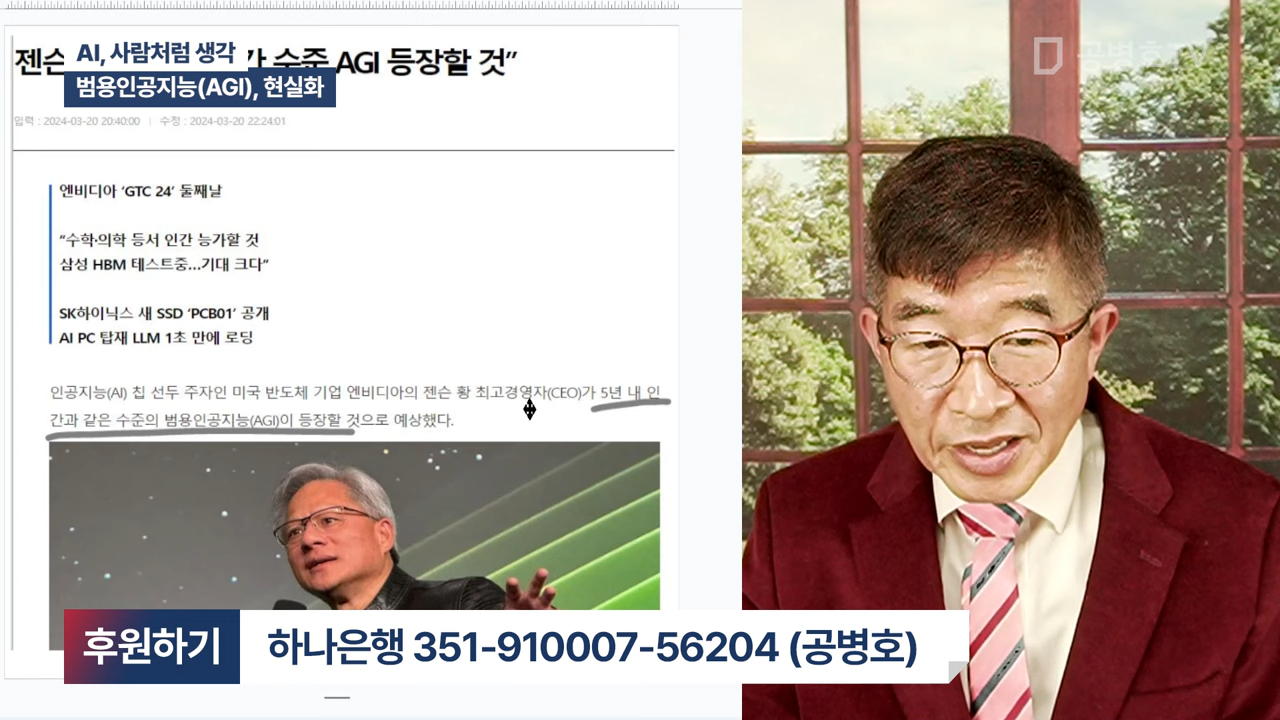 AI, 사람처럼 생각
범용인공지능(AGI), 현실화
젠슨 간 수준 AGI 등장할 것”
입력 : 2024-03-20 20:40:00 | 수정 : 2024-03-20 22:24:01
엔비디아 ‘GTC 24’ 둘째날
“수학·의학 등서 인간 능가할 것
삼성 HBM 테스트중…기대 크다”
SK하이닉스 새 SSD ‘PCB01’ 공개
AI PC 탑재 LLM 1초 만에 로딩
인공지능(AI) 칩 선두 주자인 미국 반도체 기업 엔비디아의 젠슨 황 최고경영자(CEO)가 5년 내 인
간과 같은 수준의 범용인공지능(AGI)이 등장할 것으로 예상했다.
후원하기
하나은행 351-910007-56204 (공병호)
공병호TV